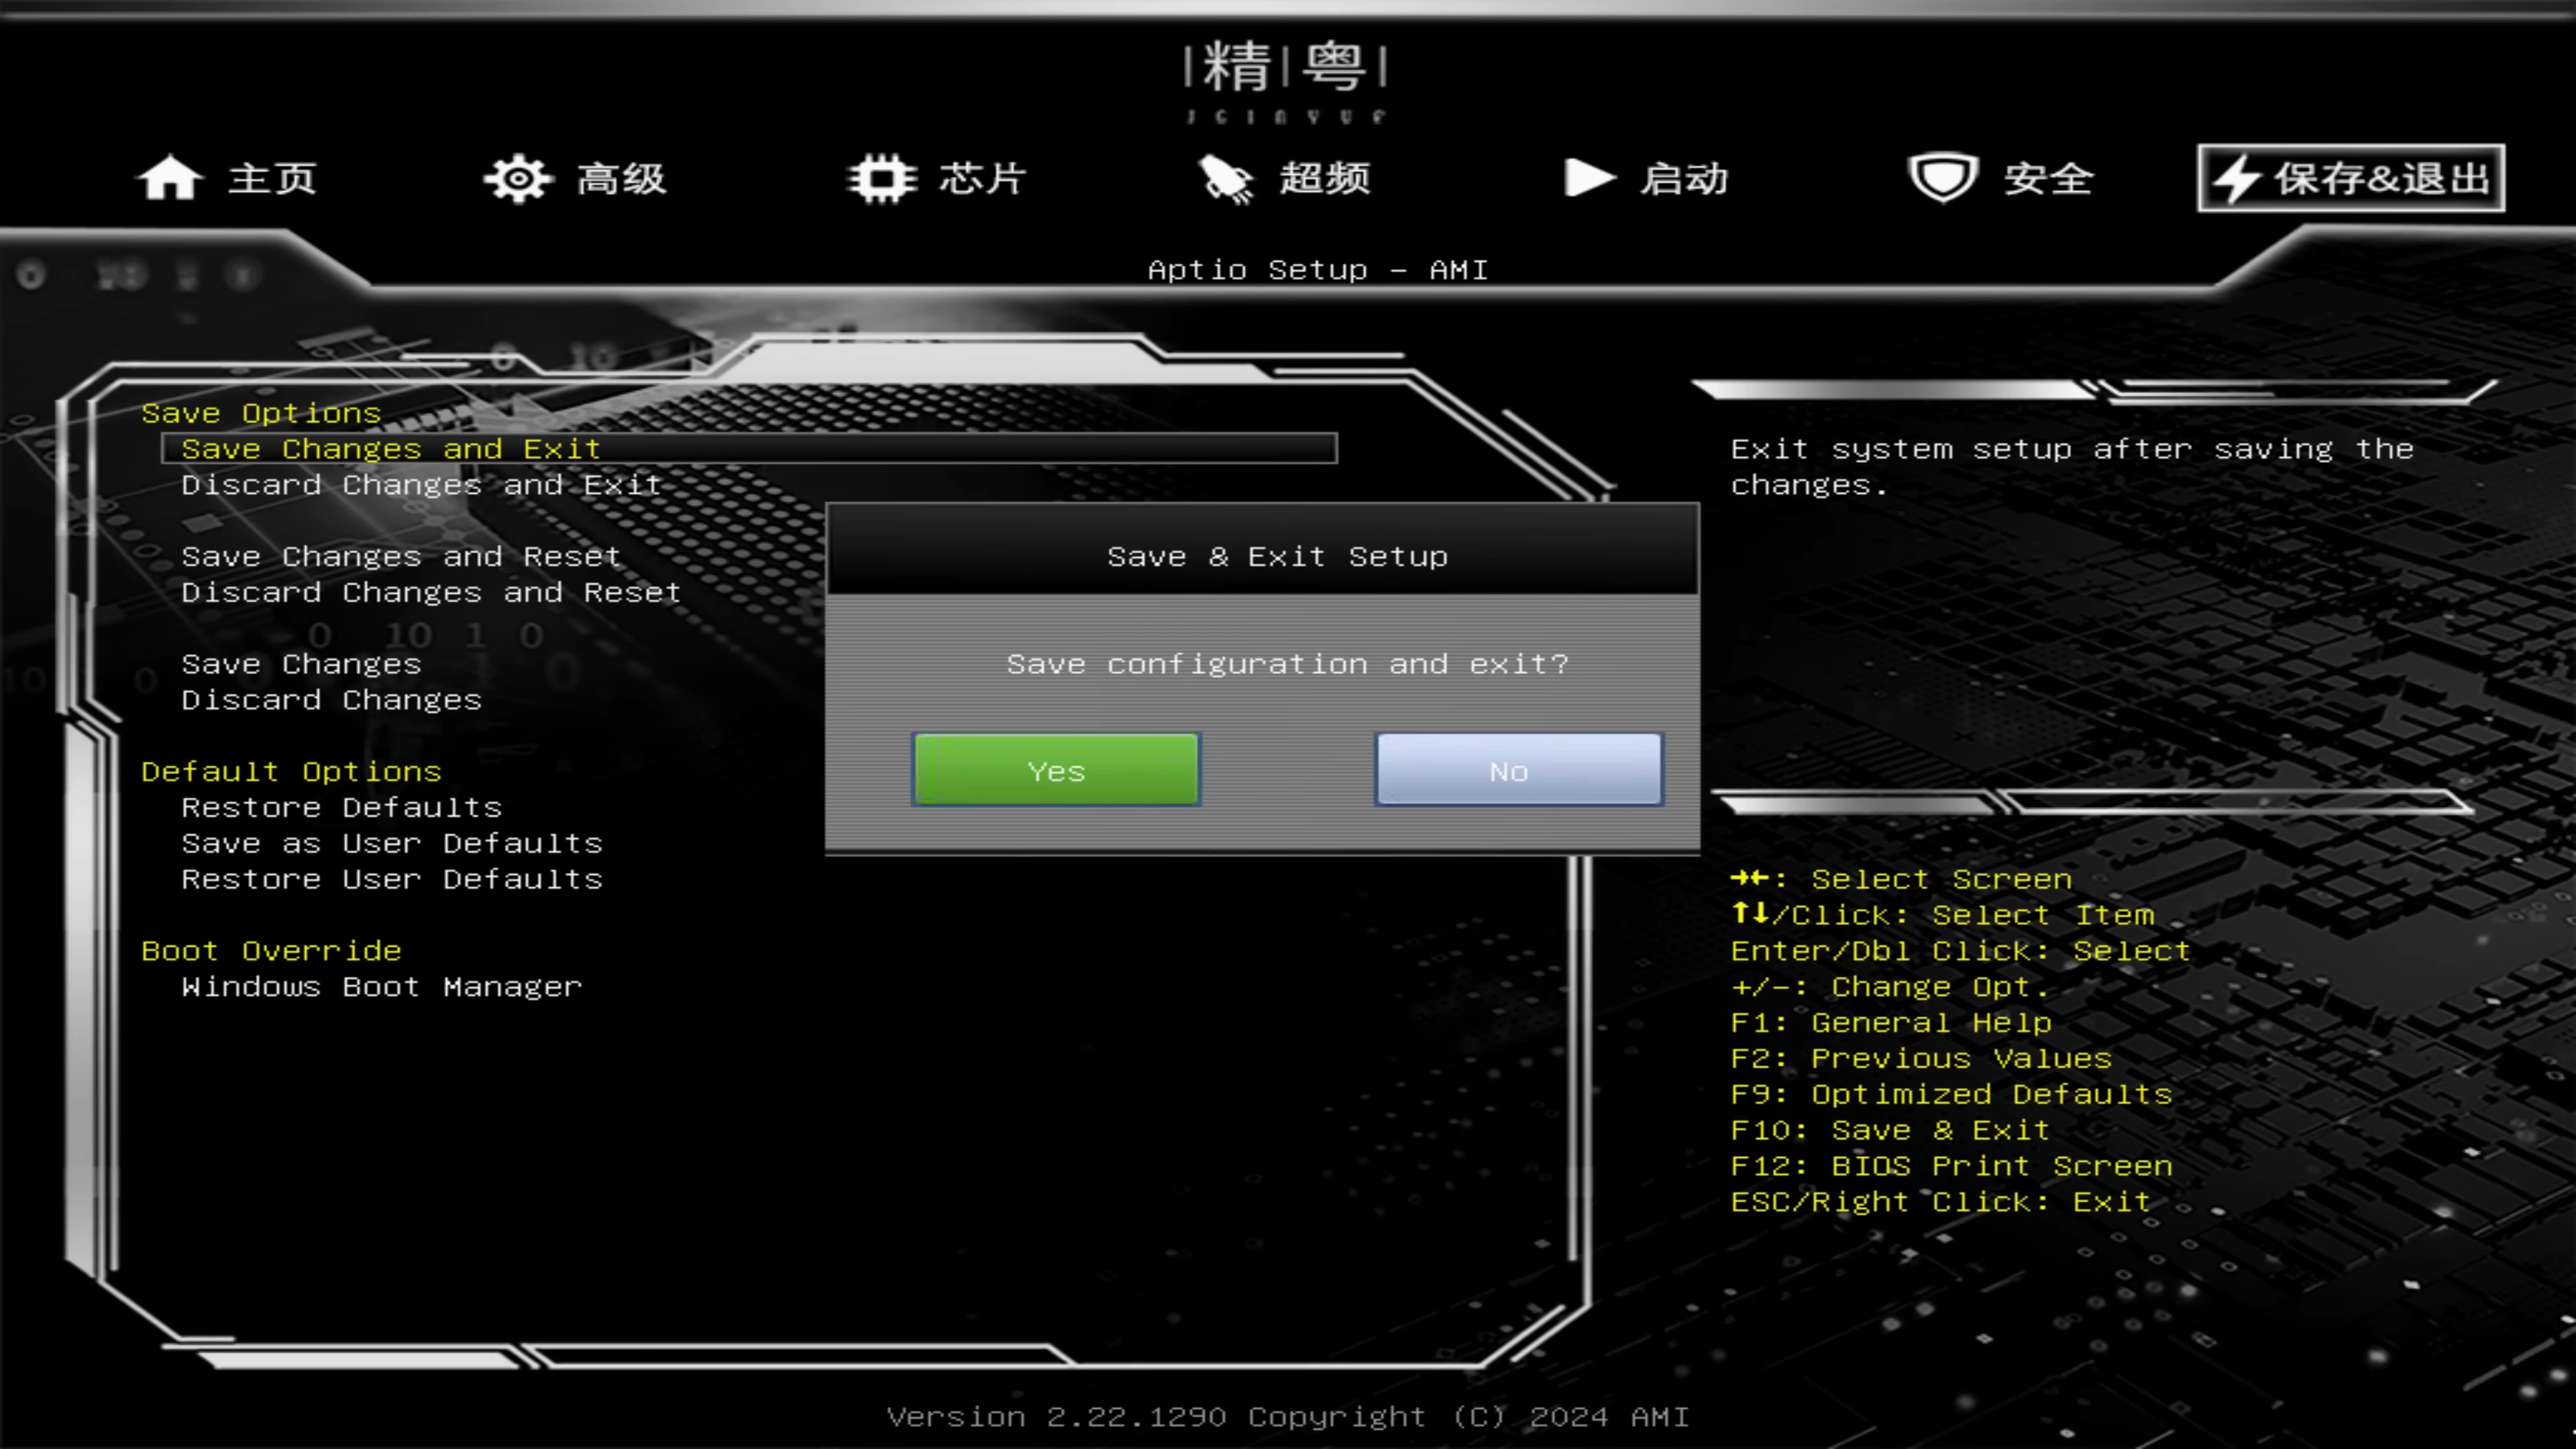 精粤
JGINYUE
主页 高级 芯片 超频 启动 安全 保存&退出
Aptio Setup - AMI
Save Options
Save Changes and Exit
Discard Changes and Exit
Save Changes and Reset
Discard Changes and Reset
Save Changes
Discard Changes
Default Options
Restore Defaults
Save as User Defaults
Restore User Defaults
Boot Override
Windows Boot Manager
Save & Exit Setup
Save configuration and exit?
Yes No
Exit system setup after saving the
changes.
→←: Select Screen
↑↓/Click: Select Item
Enter/Dbl Click: Select
+/-: Change Opt.
F1: General Help
F2: Previous Values
F9: Optimized Defaults
F10: Save & Exit
F12: BIOS Print Screen
ESC/Right Click: Exit
Version 2.22.1290 Copyright (C) 2024 AMI